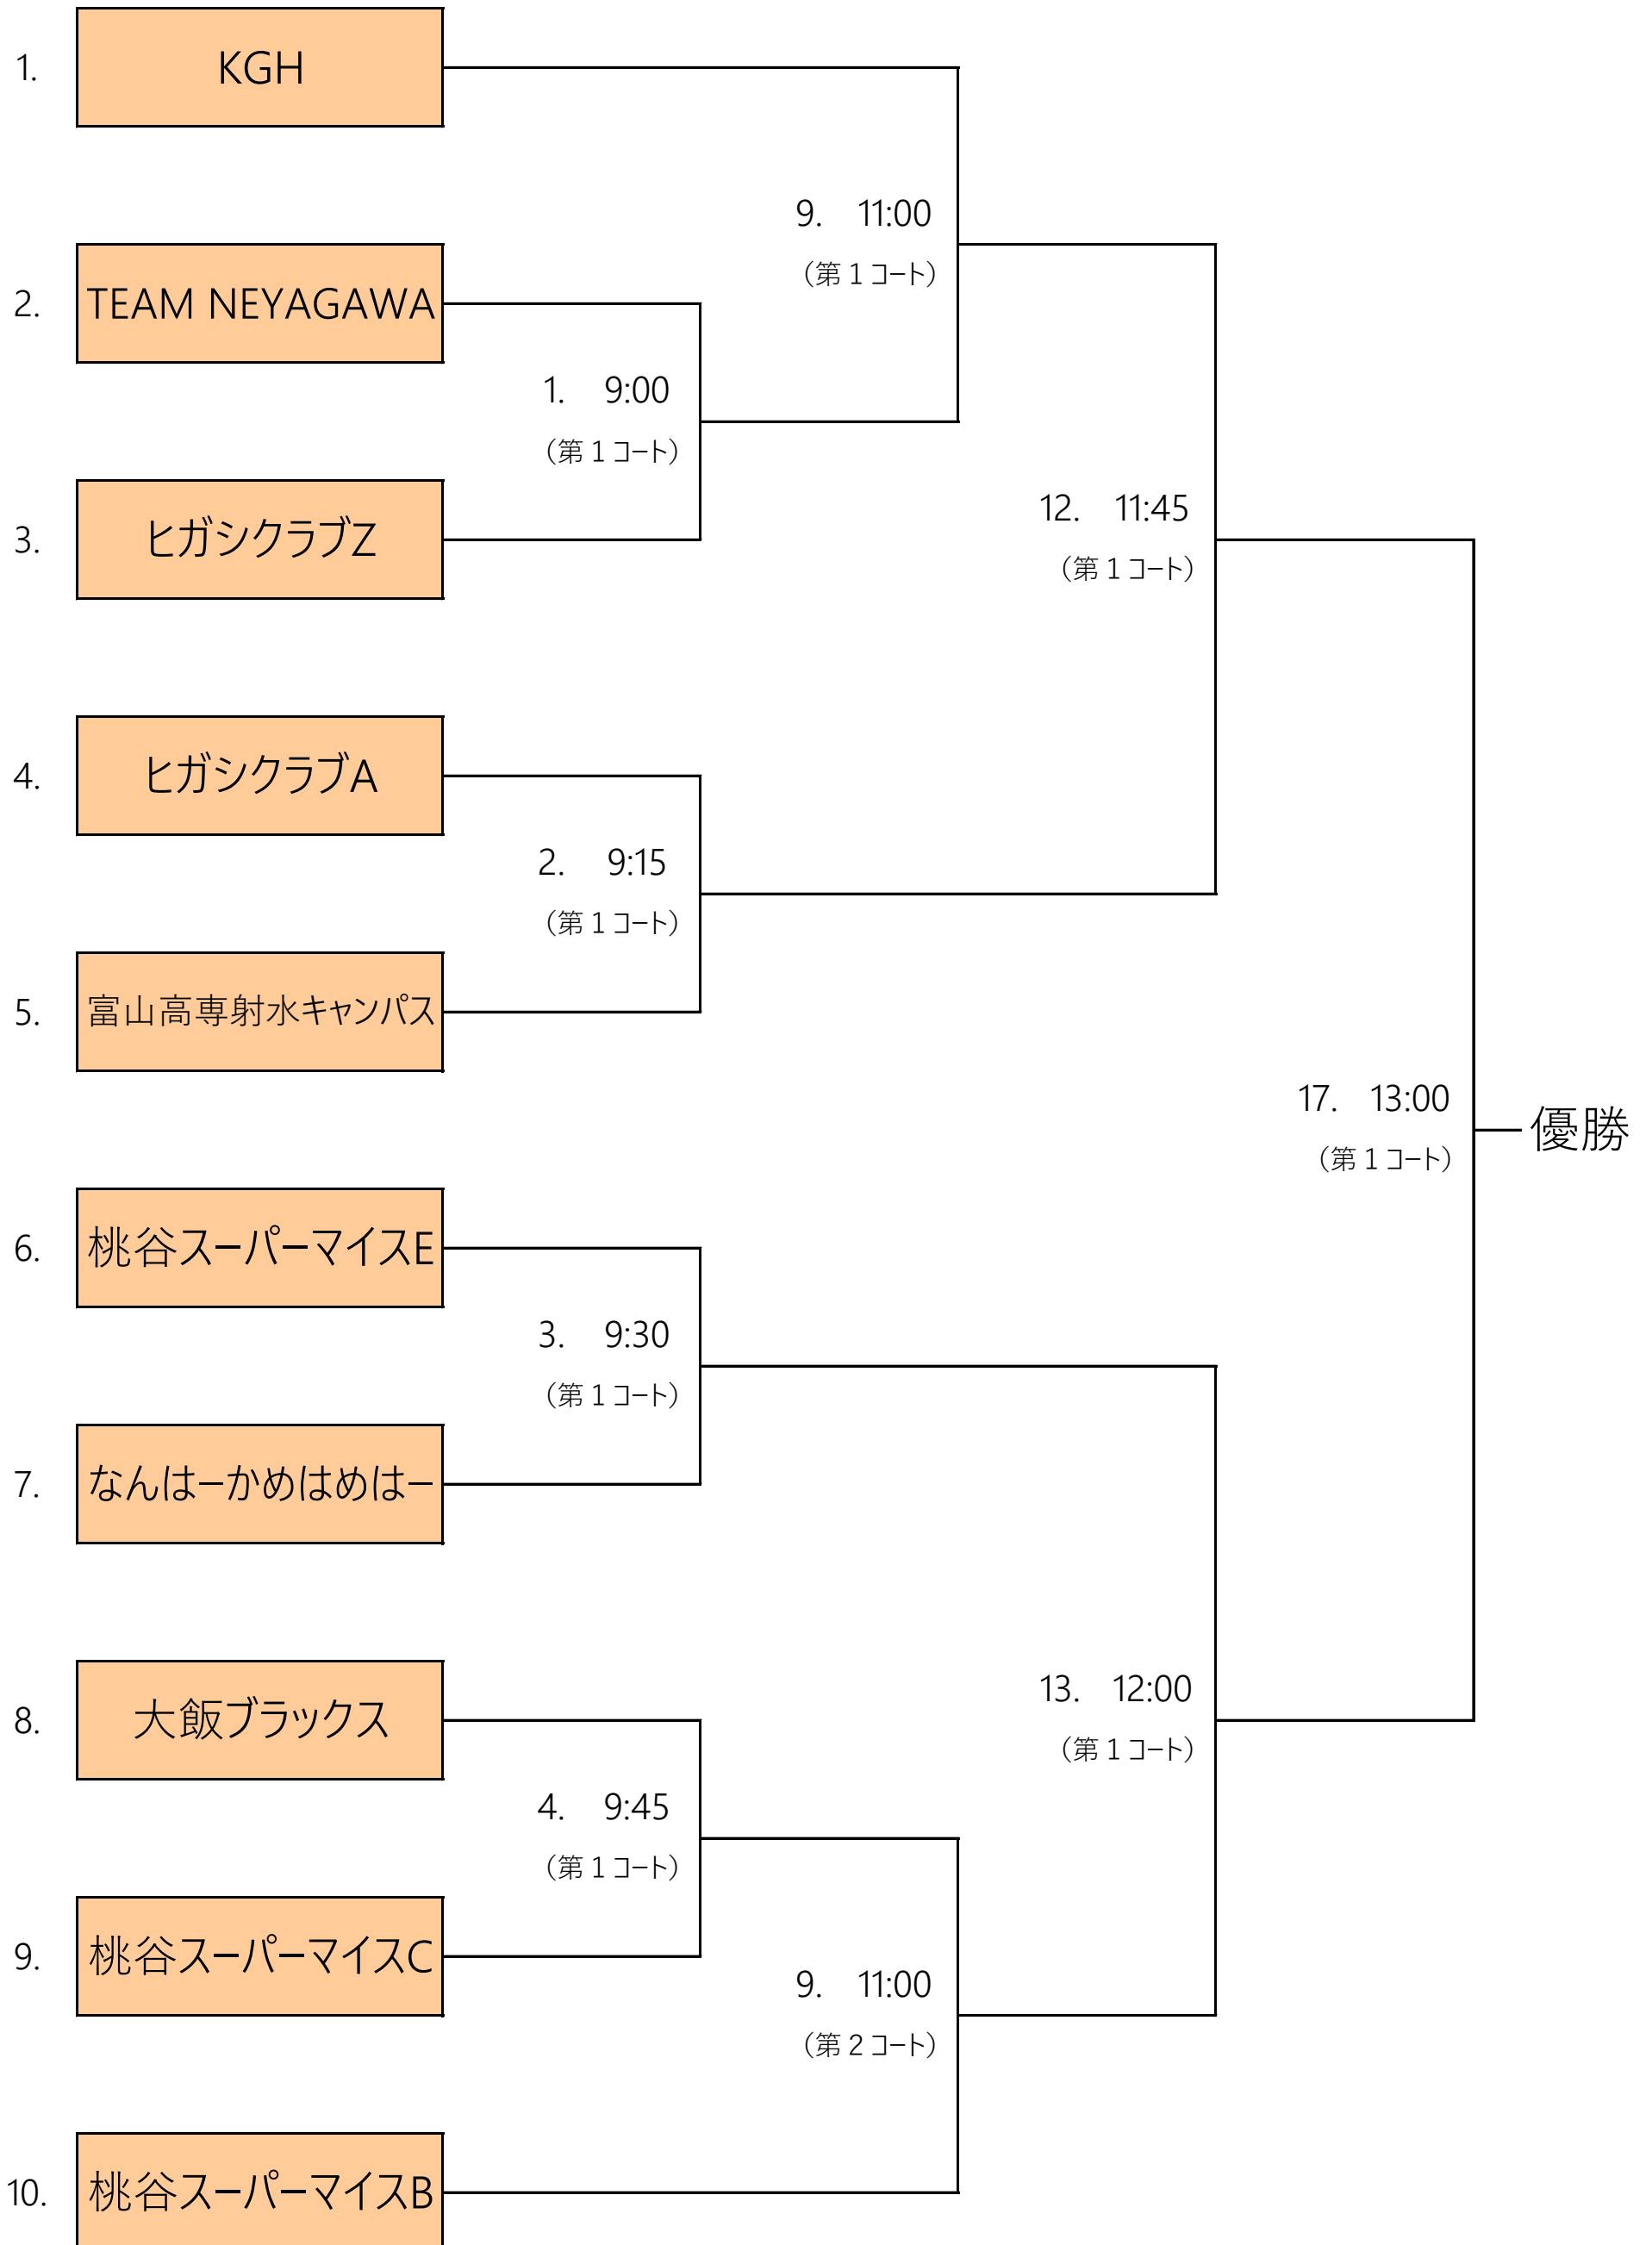 1. KGH
9. 11:00
(第1コート)
2. TEAM NEYAGAWA
1. 9:00
(第1コート)
3. ヒガシクラブZ
12. 11:45
(第1コート)
4. ヒガシクラブA
2. 9:15
(第1コート)
5. 富山高専射水キャンパス
17. 13:00
(第1コート)
優勝
6. 桃谷スーパーマイスE
3. 9:30
(第1コート)
7. なんはーかめはめはー
8. 大飯ブラックス
13. 12:00
(第1コート)
4. 9:45
(第1コート)
9. 桃谷スーパーマイスC
9. 11:00
(第2コート)
10. 桃谷スーパーマイスB